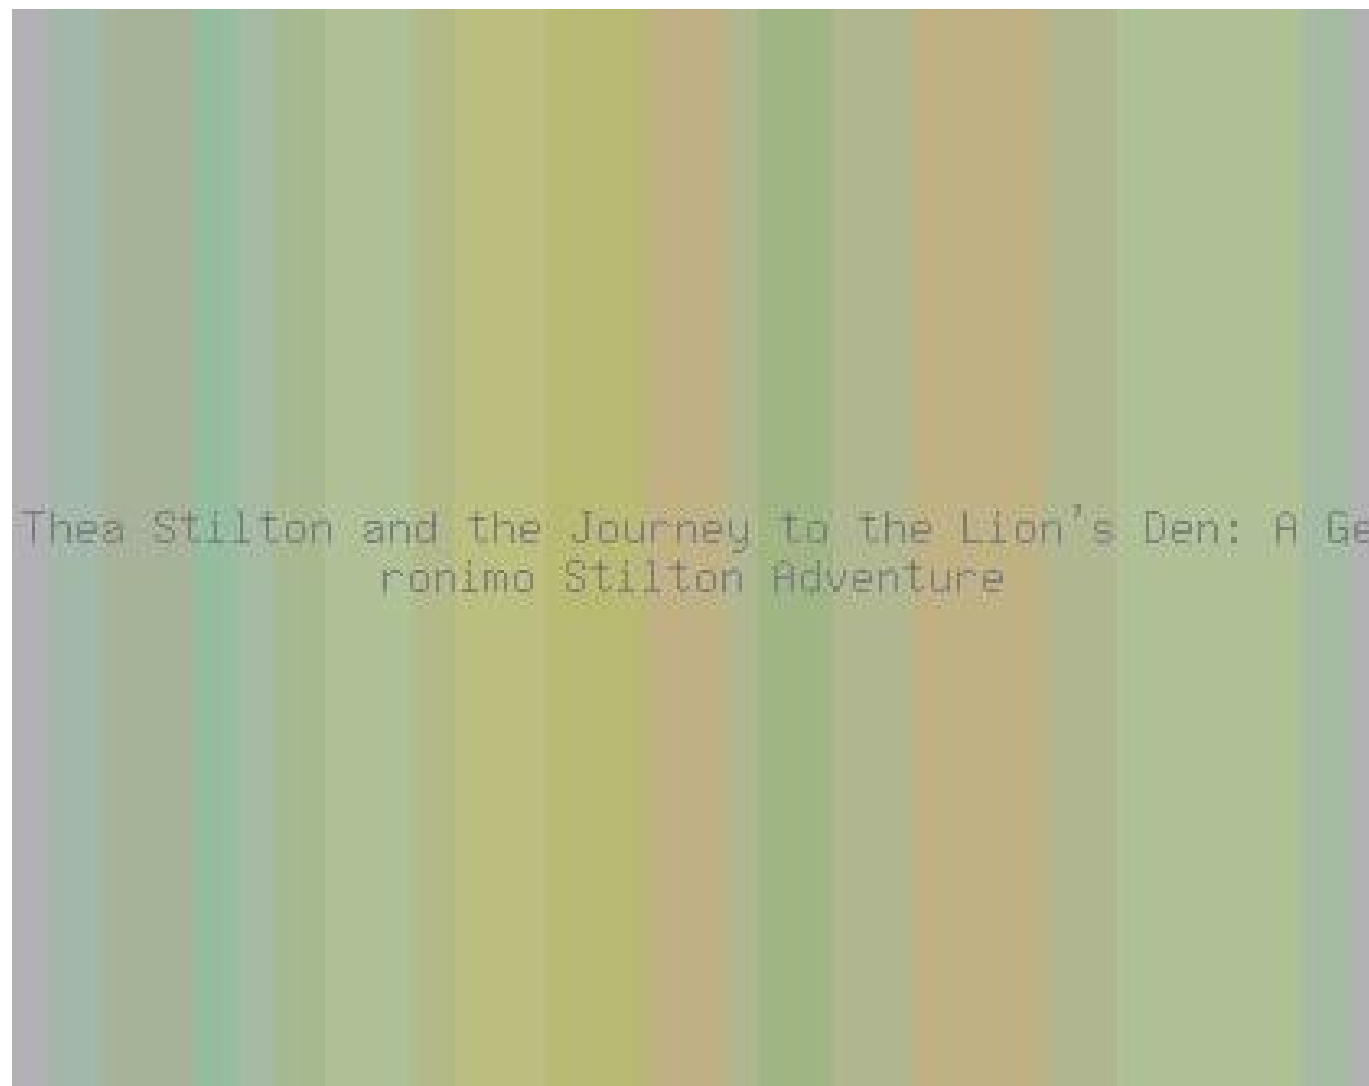 Thea Stilton and the Journey to the Lion's Den: A Ge
ronimo Stilton Adventure